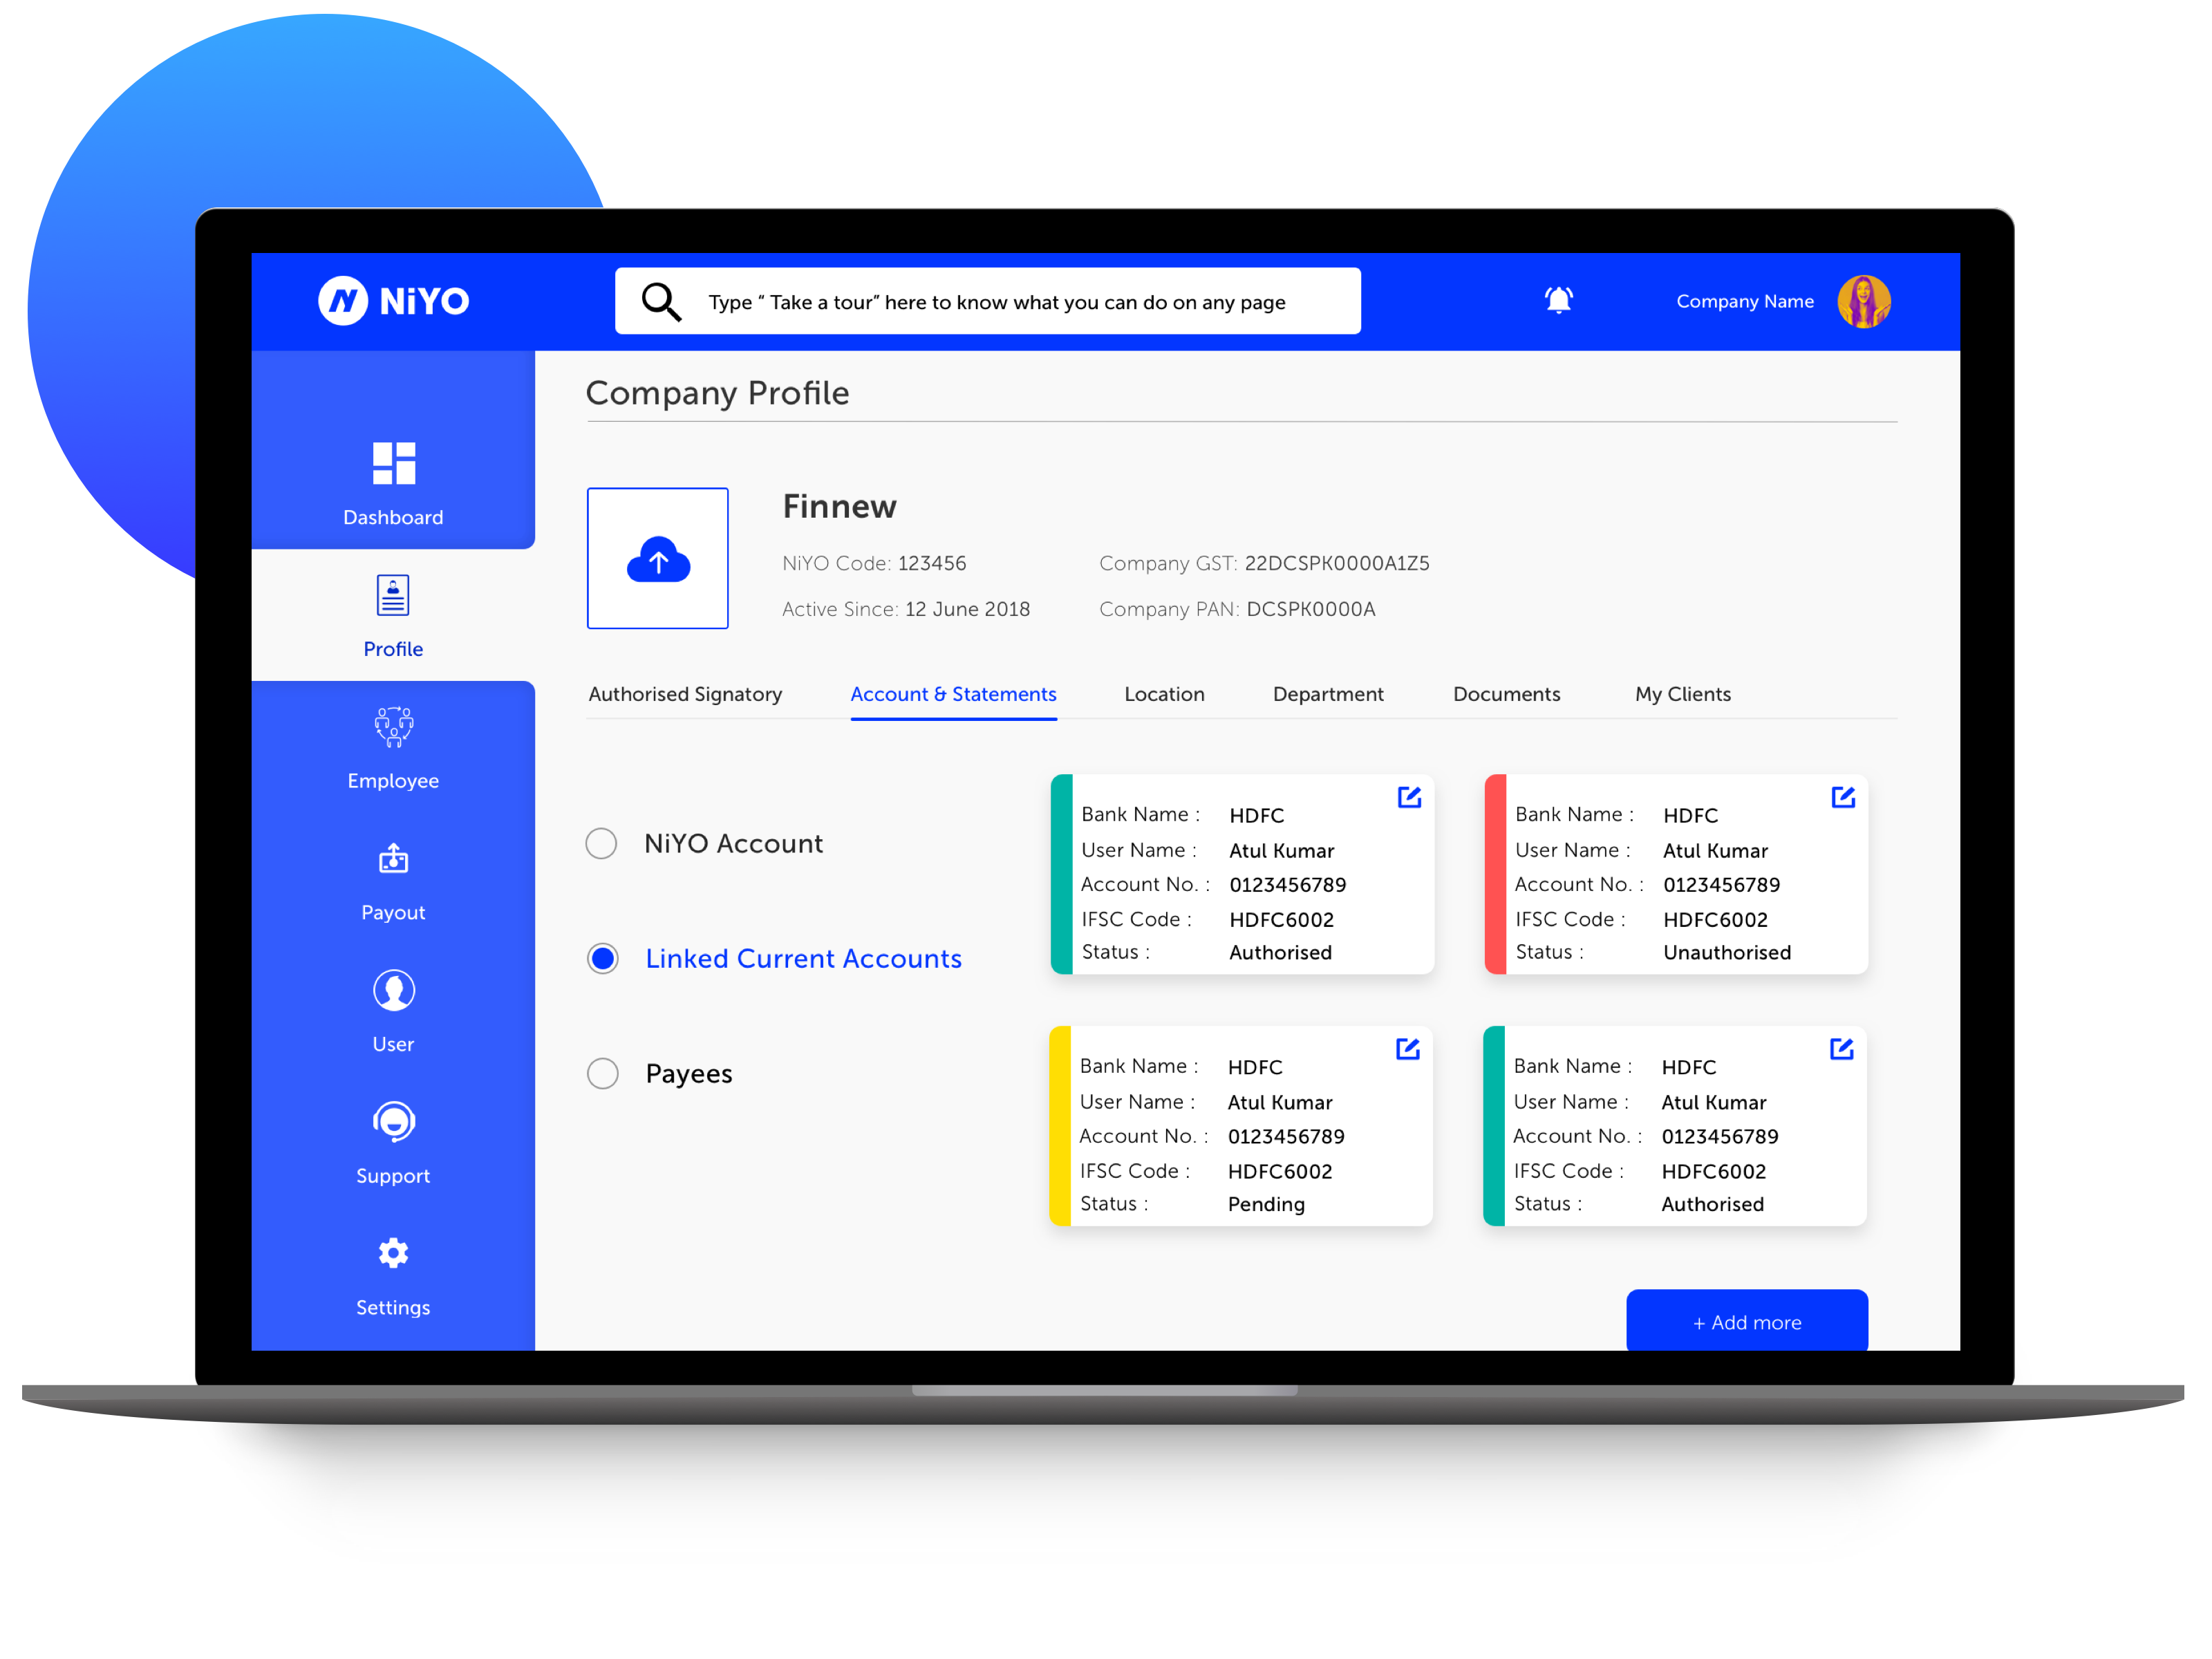 NiYO
Type “ Take a tour” here to know what you can do on any page
Company Name
Dashboard
Profile
Employee
Payout
User
Support
Settings
Company Profile
Finnew
NiYO Code: 123456
Company GST: 22DCSPK0000A1Z5
Active Since: 12 June 2018
Company PAN: DCSPK0000A
Authorised Signatory
Account & Statements
Location
Department
Documents
My Clients
NiYO Account
Linked Current Accounts
Payees
Bank Name : HDFC
User Name : Atul Kumar
Account No. : 0123456789
IFSC Code : HDFC6002
Status : Authorised
Bank Name : HDFC
User Name : Atul Kumar
Account No. : 0123456789
IFSC Code : HDFC6002
Status : Unauthorised
Bank Name : HDFC
User Name : Atul Kumar
Account No. : 0123456789
IFSC Code : HDFC6002
Status : Pending
Bank Name : HDFC
User Name : Atul Kumar
Account No. : 0123456789
IFSC Code : HDFC6002
Status : Authorised
+ Add more